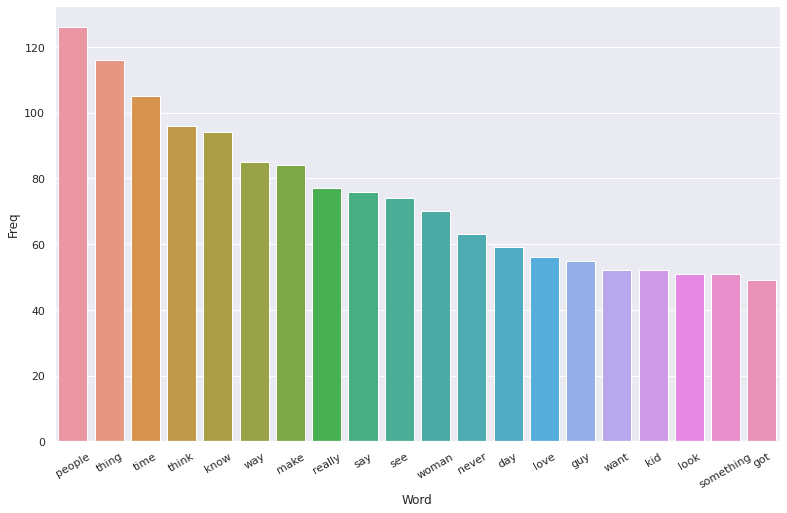 120
100
80
60
40
20
0
Freq
people thing time think know way make really say see woman never day love guy want kid look something got
Word